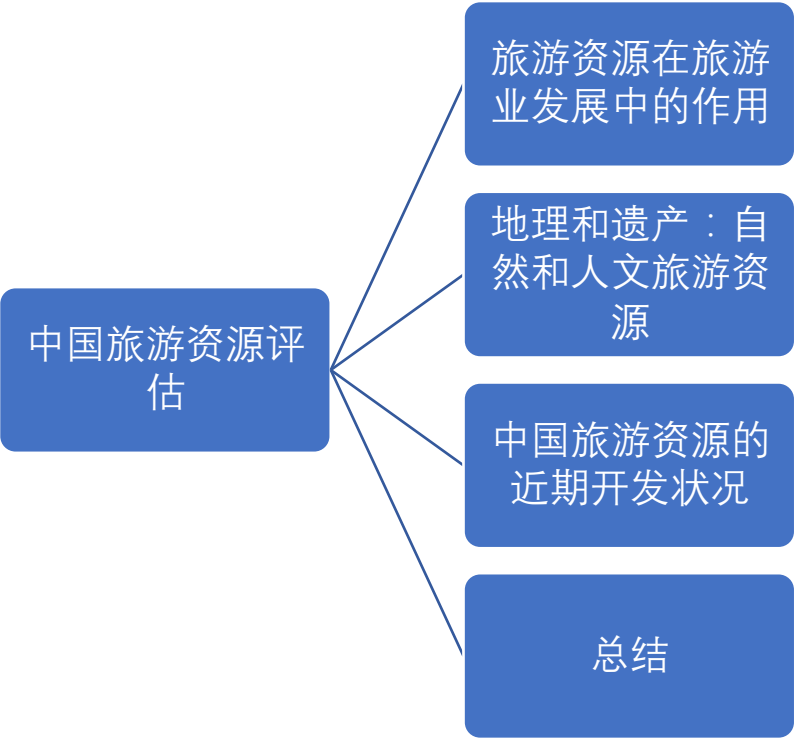 旅游资源在旅游
业发展中的作用
地理和遗产：自
然和人文旅游资
源
中国旅游资源评
估
中国旅游资源的
近期开发状况
总结